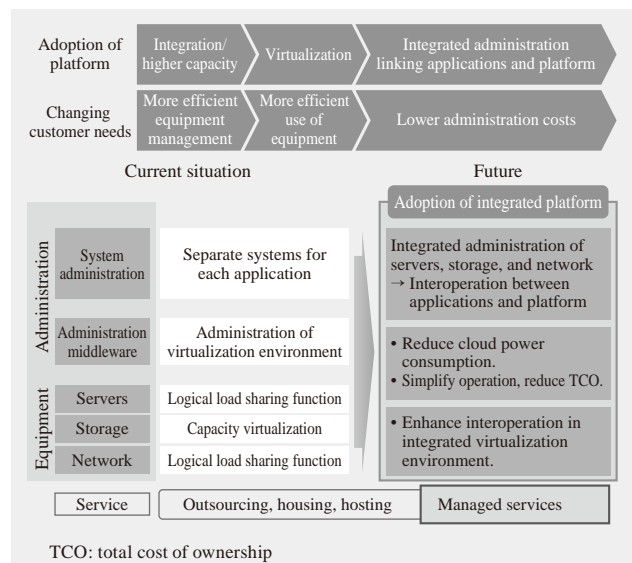 Adoption of
platform
Integration/
higher capacity
Virtualization
Integrated administration
linking applications and platform
Changing
customer needs
More efficient
equipment
management
More efficient
use of
equipment
Lower administration costs
Current situation
Future
Adoption of integrated platform
Administration
System
administration
Separate systems for
each application
Integrated administration of
servers, storage, and network
→ Interoperation between
applications and platform
Administration
middleware
Administration of
virtualization environment
• Reduce cloud power
consumption.
• Simplify operation, reduce TCO.
Equipment
Servers
Logical load sharing function
Storage
Capacity virtualization
Network
Logical load sharing function
• Enhance interoperation in
integrated virtualization
environment.
Service
Outsourcing, housing, hosting
Managed services
TCO: total cost of ownership